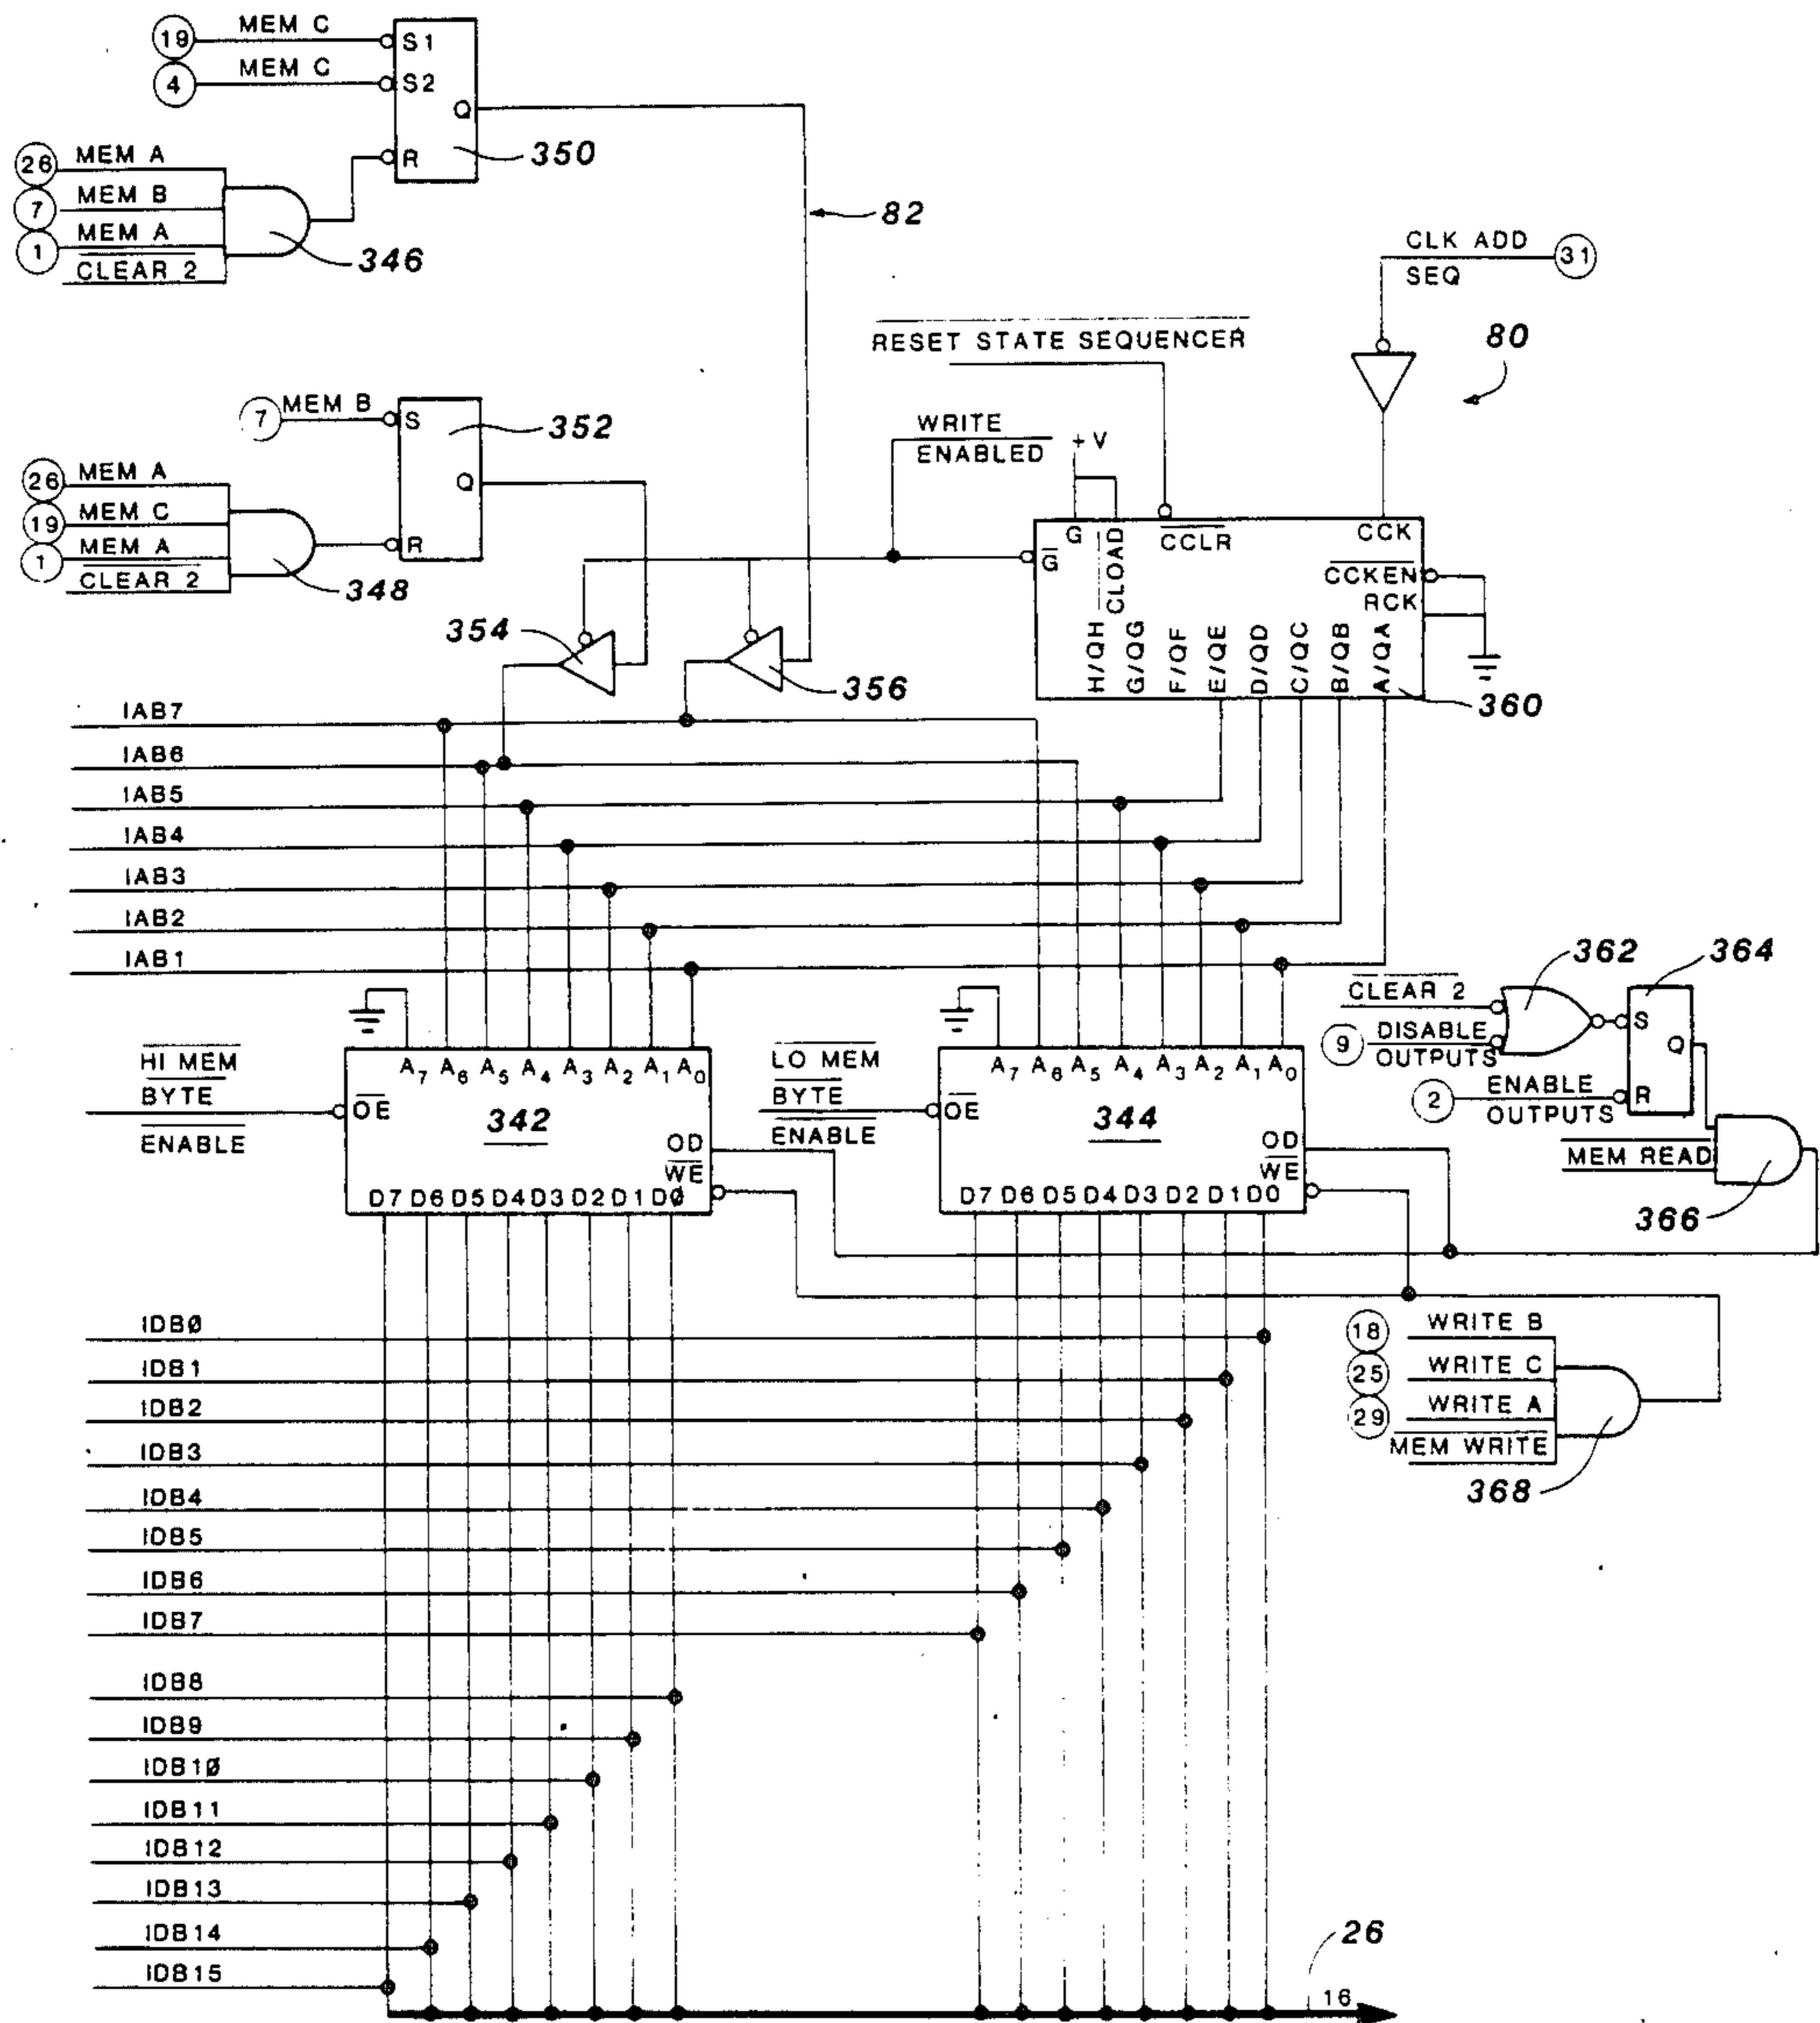 19 MEM C
S1
4 MEM C
S2
Q
R
350
26 MEM A
7 MEM B
1 MEM A
CLEAR 2
346
82
CLK ADD
SEQ
31
RESET STATE SEQUENCER
80
7 MEM B
S
352
Q
R
WRITE
ENABLED
+V
26 MEM A
19 MEM C
1 MEM A
CLEAR 2
348
G
G
CLOAD
CCLR
CCK
CCKEN
RCK
354
356
H/QH
G/QG
F/QF
E/QE
D/QD
C/QC
B/QB
A/QA
360
IAB7
IAB6
IAB5
IAB4
IAB3
IAB2
IAB1
362
364
CLEAR 2
9 DISABLE
OUTPUTS
S
Q
2 ENABLE
OUTPUTS
R
MEM READ
366
HI MEM
BYTE
ENABLE
A7 A6 A5 A4 A3 A2 A1 A0
OE
342
OD
WE
D7 D6 D5 D4 D3 D2 D1 DØ
LO MEM
BYTE
ENABLE
A7 A6 A5 A4 A3 A2 A1 A0
OE
344
OD
WE
D7 D6 D5 D4 D3 D2 D1 D0
IDBØ
IDB1
IDB2
IDB3
IDB4
IDB5
IDB6
IDB7
18 WRITE B
25 WRITE C
29 WRITE A
MEM WRITE
368
IDB8
IDB9
IDB1Ø
IDB11
IDB12
IDB13
IDB14
IDB15
26
16